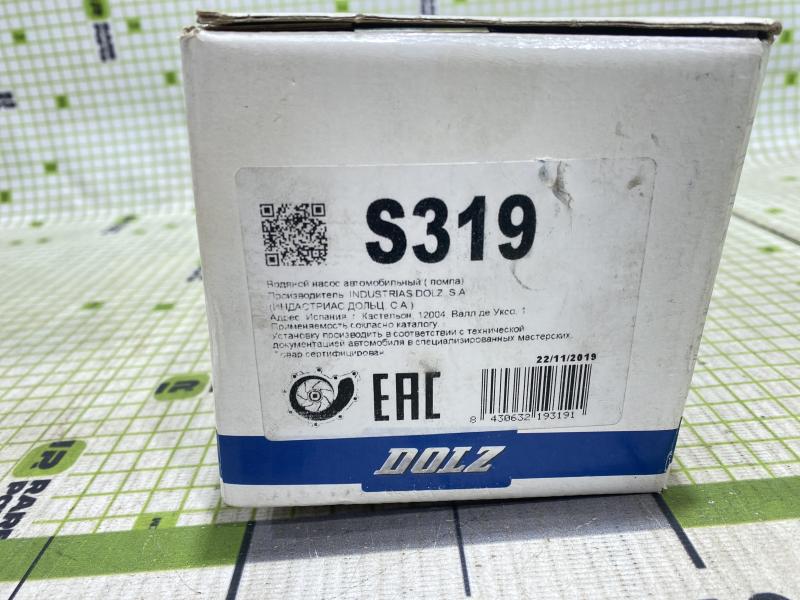 S319
Водяной насос автомобильный ( помпа)
Производитель: INDUSTRIAS DOLZ, S.A
(ИНДАСТРИАС ДОЛЬЦ, С.А.)
Адрес: Испания, г. Кастельон, 12004, Валл де Уксо, 1
Применяемость согласно каталогу
Установку производить в соответствии с технической
документацией автомобиля в специализированных мастерских.
Товар сертифицирован
22/11/2019
EAC
8 430632 193191
DOLZ
RARE